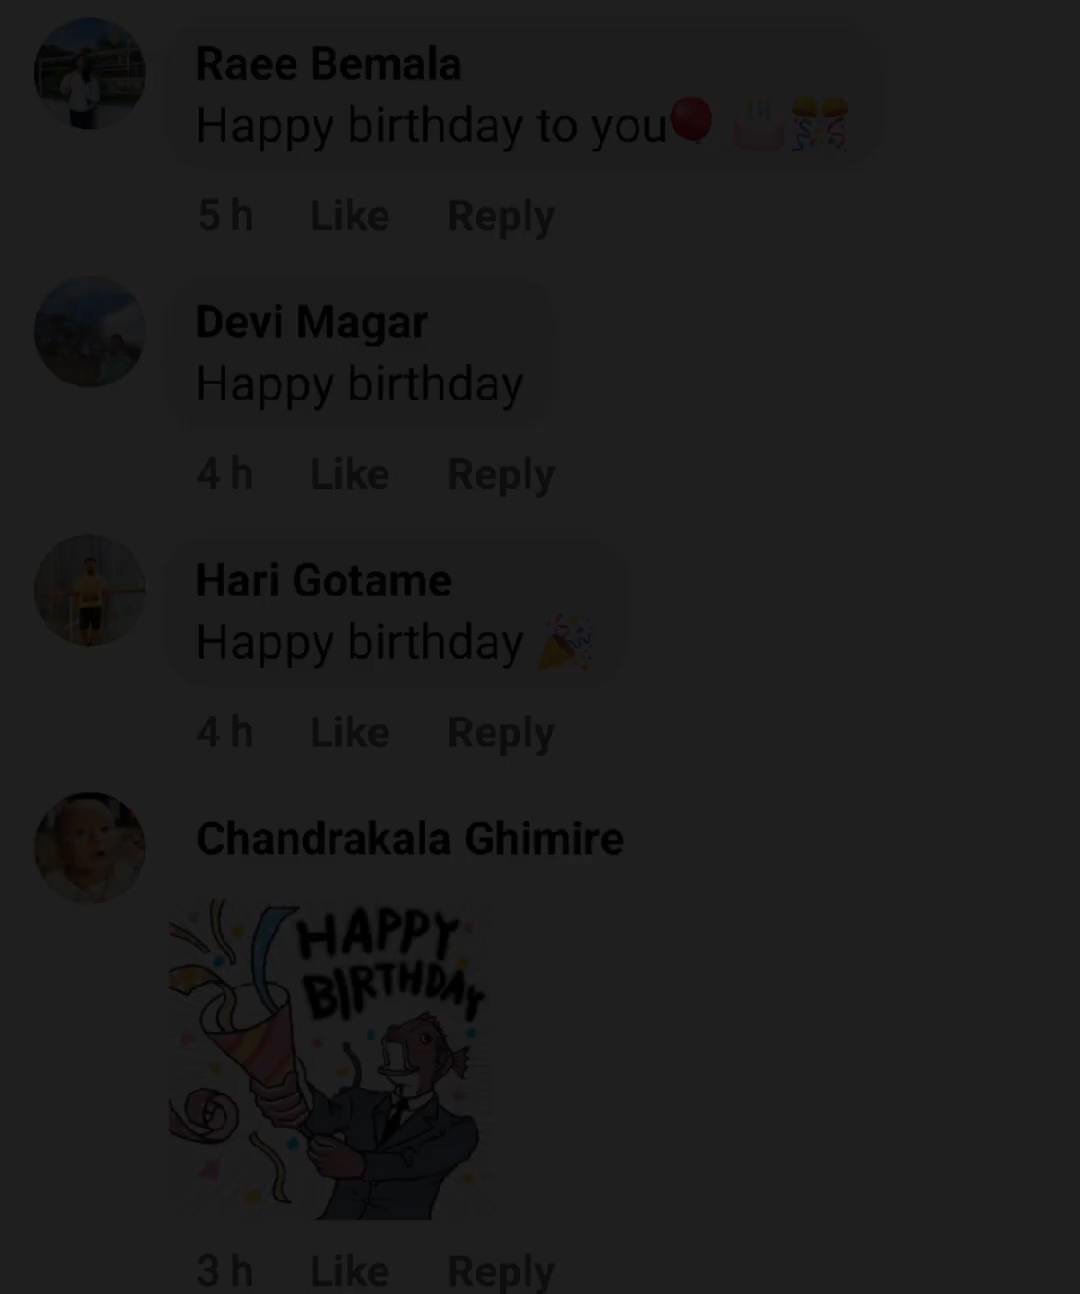 Raee Bemala
Happy birthday to you🎈 🎂🎊
5 h Like Reply
Devi Magar
Happy birthday
4 h Like Reply
Hari Gotame
Happy birthday 🎉
4 h Like Reply
Chandrakala Ghimire
HAPPY
BIRTHDAY
3 h Like Reply